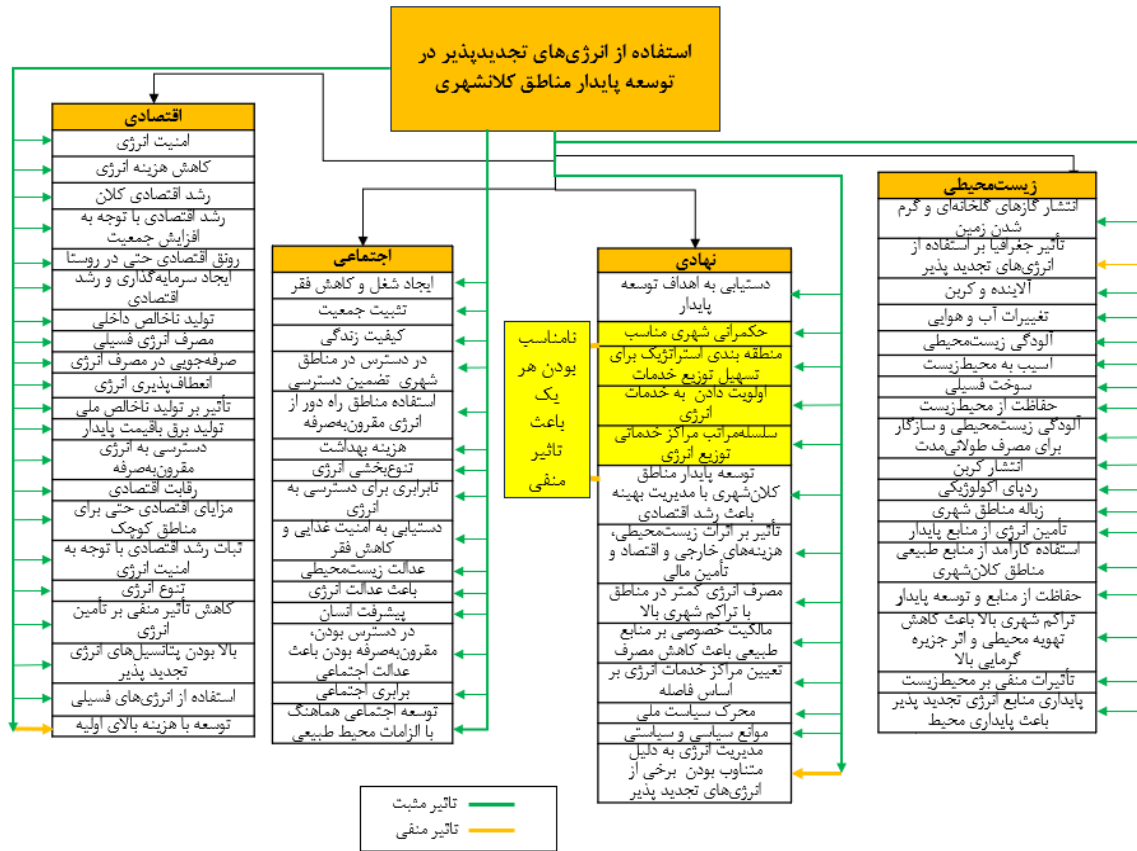 استفاده از انرژی‌های تجدیدپذیر در
توسعه پایدار مناطق کلانشهری
زیست‌محیطی
انتشار گازهای گلخانه‌ای و گرم
شدن زمین
تأثیر جغرافیا بر استفاده از
انرژی‌های تجدید پذیر
آلاینده و کربن
تغییرات آب و هوایی
آلودگی زیست‌محیطی
اسیب به محیط‌زیست
سوخت فسیلی
حفاظت از محیط‌زیست
آلودگی زیست‌محیطی و سازگار
برای مصرف طولانی‌مدت
انتشار کربن
ردپای اکولوژیکی
زباله مناطق شهری
تأمین انرژی از منابع پایدار
استفاده کارآمد از منابع طبیعی
مناطق کلان‌شهری
حفاظت از منابع و توسعه پایدار
تراکم شهری بالا باعث کاهش
تهویه محیطی و اثر جزیره
گرمایی بالا
تأثیرات منفی بر محیط‌زیست
پایداری منابع انرژی تجدید پذیر
باعث پایداری محیط
نهادی
دستیابی به اهداف توسعه
پایدار
حکمرانی شهری مناسب
منطقه بندی استراتژیک برای
تسهیل توزیع خدمات
اولویت دادن به خدمات
انرژی
سلسله‌مراتب مراکز خدماتی
توزیع انرژی
توسعه پایدار مناطق
کلان‌شهری با مدیریت بهینه
باعث رشد اقتصادی
تأثیر بر اثرات زیست‌محیطی،
هزینه‌های خارجی و اقتصاد و
تأمین مالی
مصرف انرژی کمتر در مناطق
با تراکم شهری بالا
مالکیت خصوصی بر منابع
طبیعی باعث کاهش مصرف
تعیین مراکز خدمات انرژی بر
اساس فاصله
محرک سیاست ملی
موانع سیاسی و سیاستی
مدیریت انرژی به دلیل
متناوب بودن برخی از
انرژی‌های تجدید پذیر
نامناسب
بودن هر
یک
باعث
تاثیر
منفی
اجتماعی
ایجاد شغل و کاهش فقر
تثبیت جمعیت
کیفیت زندگی
در دسترس در مناطق
شهری تضمین دسترسی
استفاده مناطق راه دور از
انرژی مقرون‌به‌صرفه
هزینه بهداشت
تنوع‌بخشی انرژی
نابرابری برای دسترسی به
انرژی
دستیابی به امنیت غذایی و
کاهش فقر
عدالت زیست‌محیطی
باعث عدالت انرژی
پیشرفت انسان
در دسترس بودن،
مقرون‌به‌صرفه بودن باعث
عدالت اجتماعی
برابری اجتماعی
توسعه اجتماعی هماهنگ
با الزامات محیط طبیعی
اقتصادی
امنیت انرژی
کاهش هزینه انرژی
رشد اقتصادی کلان
رشد اقتصادی با توجه به
افزایش جمعیت
رونق اقتصادی حتی در روستا
ایجاد سرمایه‌گذاری و رشد
اقتصادی
تولید ناخالص داخلی
مصرف انرژی فسیلی
صرفه‌جویی در مصرف انرژی
انعطاف‌پذیری انرژی
تأثیر بر تولید ناخالص ملی
تولید برق باقیمت پایدار
دسترسی به انرژی
مقرون‌به‌صرفه
رقابت اقتصادی
مزایای اقتصادی حتی برای
مناطق کوچک
ثبات رشد اقتصادی با توجه به
امنیت انرژی
تنوع انرژی
کاهش تأثیر منفی بر تأمین
انرژی
بالا بودن پتانسیل‌های انرژی
تجدید پذیر
استفاده از انرژی‌های فسیلی
توسعه با هزینه بالای اولیه
تاثیر مثبت
تاثیر منفی